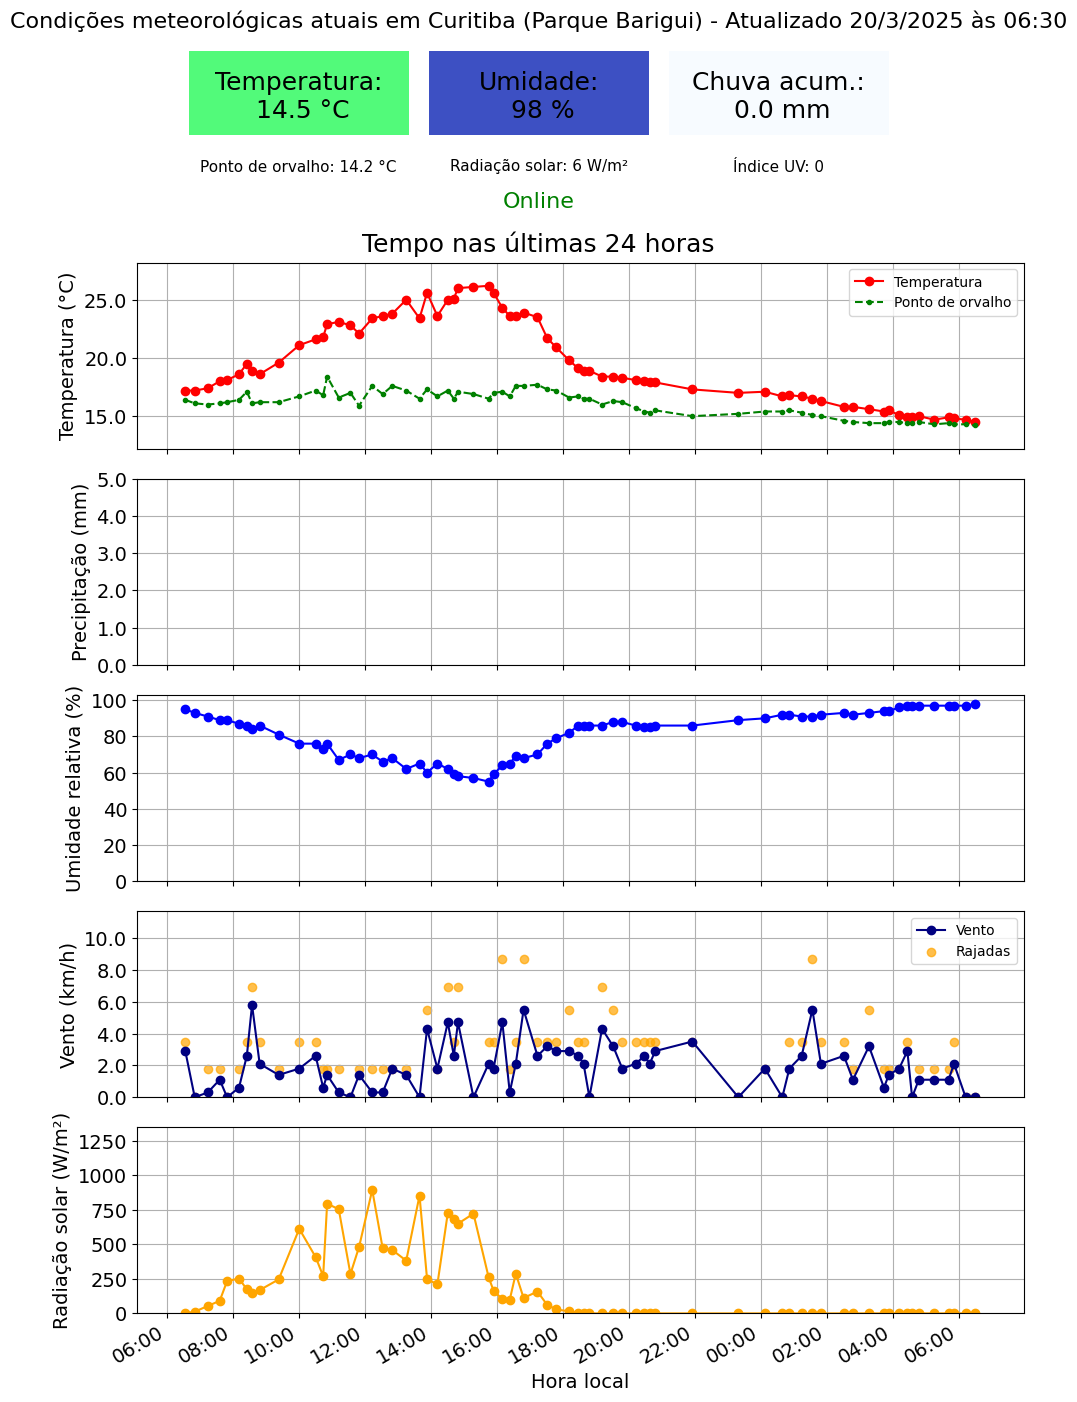 Condições meteorológicas atuais em Curitiba (Parque Barigui) - Atualizado 20/3/2025 às 06:30
Temperatura:
14.5 °C
Umidade:
98 %
Chuva acum.:
0.0 mm
Ponto de orvalho: 14.2 °C
Radiação solar: 6 W/m²
Índice UV: 0
Online
Tempo nas últimas 24 horas
Temperatura (°C)
25.0
20.0
15.0
Temperatura
Ponto de orvalho
Precipitação (mm)
5.0
4.0
3.0
2.0
1.0
0.0
Umidade relativa (%)
100
80
60
40
20
0
Vento (km/h)
10.0
8.0
6.0
4.0
2.0
0.0
Vento
Rajadas
Radiação solar (W/m²)
1250
1000
750
500
250
0
06:00
08:00
10:00
12:00
14:00
16:00
18:00
20:00
22:00
00:00
02:00
04:00
06:00
Hora local